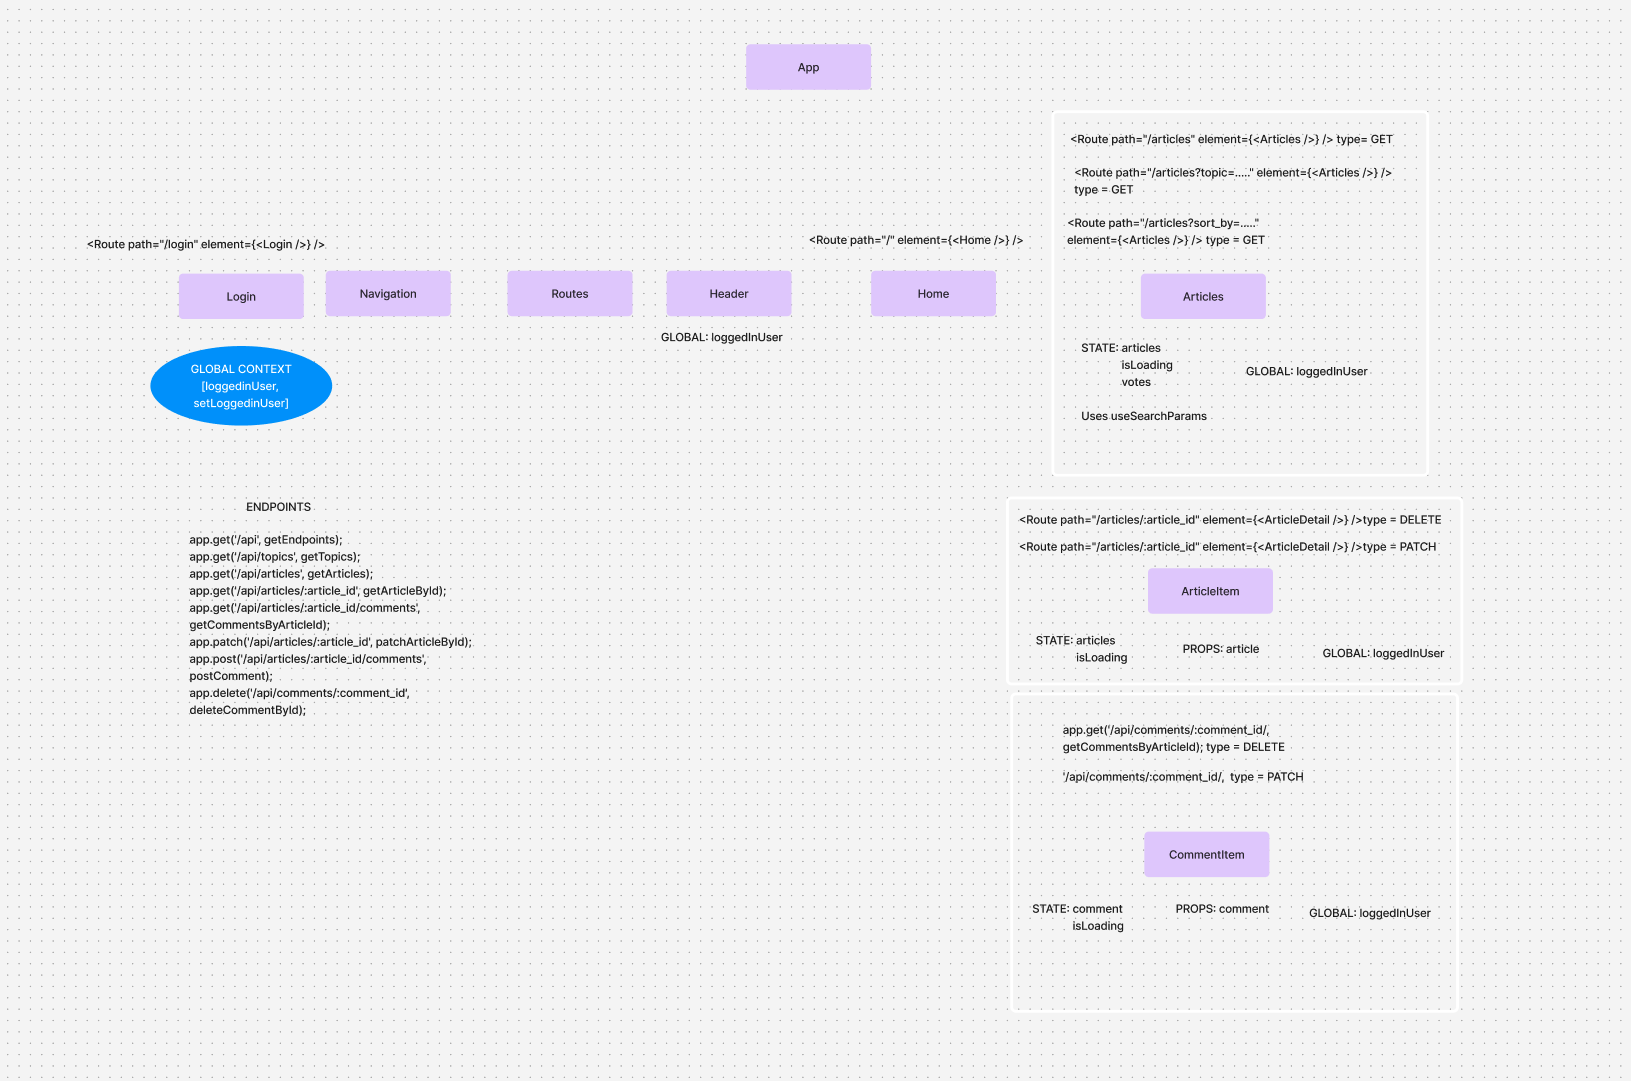 App
<Route path="/articles" element={<Articles />} /> type= GET
<Route path="/articles?topic=....." element={<Articles />} />
type = GET
<Route path="/articles?sort_by=....."
element={<Articles />} /> type = GET
<Route path="/login" element={<Login />} />
<Route path="/" element={<Home />} />
Login
Navigation
Routes
Header
Home
Articles
GLOBAL: loggedInUser
GLOBAL CONTEXT
[loggedinUser,
setLoggedinUser]
STATE: articles
isLoading
votes
GLOBAL: loggedInUser
Uses useSearchParams
ENDPOINTS
app.get('/api', getEndpoints);
app.get('/api/topics', getTopics);
app.get('/api/articles', getArticles);
app.get('/api/articles/:article_id', getArticleById);
app.get('/api/articles/:article_id/comments',
getCommentsByArticleId);
app.patch('/api/articles/:article_id', patchArticleById);
app.post('/api/articles/:article_id/comments',
postComment);
app.delete('/api/comments/:comment_id',
deleteCommentById);
<Route path="/articles/:article_id" element={<ArticleDetail />} />type = DELETE
<Route path="/articles/:article_id" element={<ArticleDetail />} />type = PATCH
ArticleItem
STATE: articles
isLoading
PROPS: article
GLOBAL: loggedInUser
app.get('/api/comments/:comment_id/,
getCommentsByArticleId); type = DELETE
'/api/comments/:comment_id/,  type = PATCH
CommentItem
STATE: comment
isLoading
PROPS: comment
GLOBAL: loggedInUser